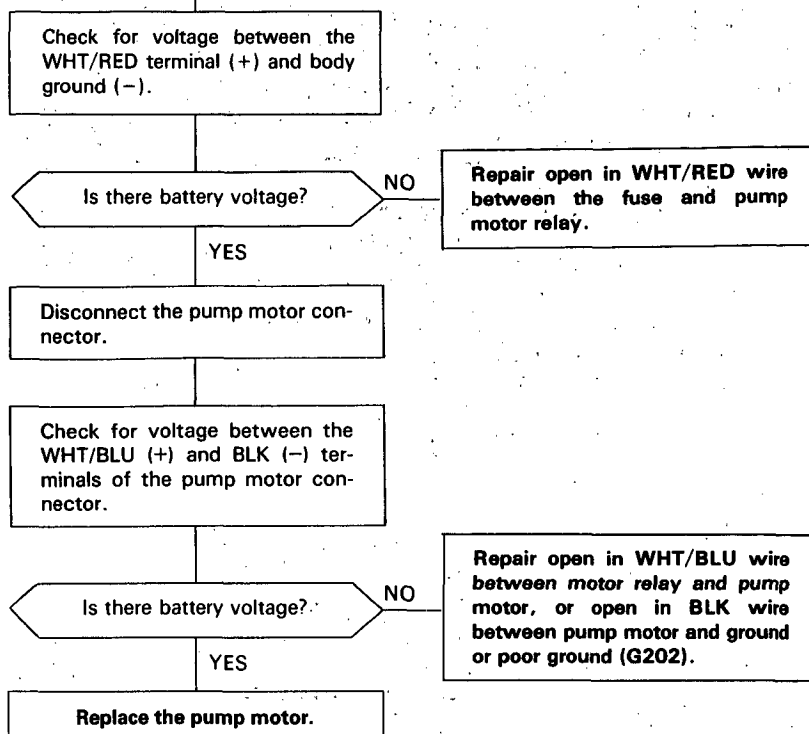 Check for voltage between the
WHT/RED terminal (+) and body
ground (−).
Is there battery voltage?
NO
Repair open in WHT/RED wire
between the fuse and pump
motor relay.
YES
Disconnect the pump motor con-
nector.
Check for voltage between the
WHT/BLU (+) and BLK (−) ter-
minals of the pump motor con-
nector.
Is there battery voltage?
NO
Repair open in WHT/BLU wire
between motor relay and pump
motor, or open in BLK wire
between pump motor and ground
or poor ground (G202).
YES
Replace the pump motor.